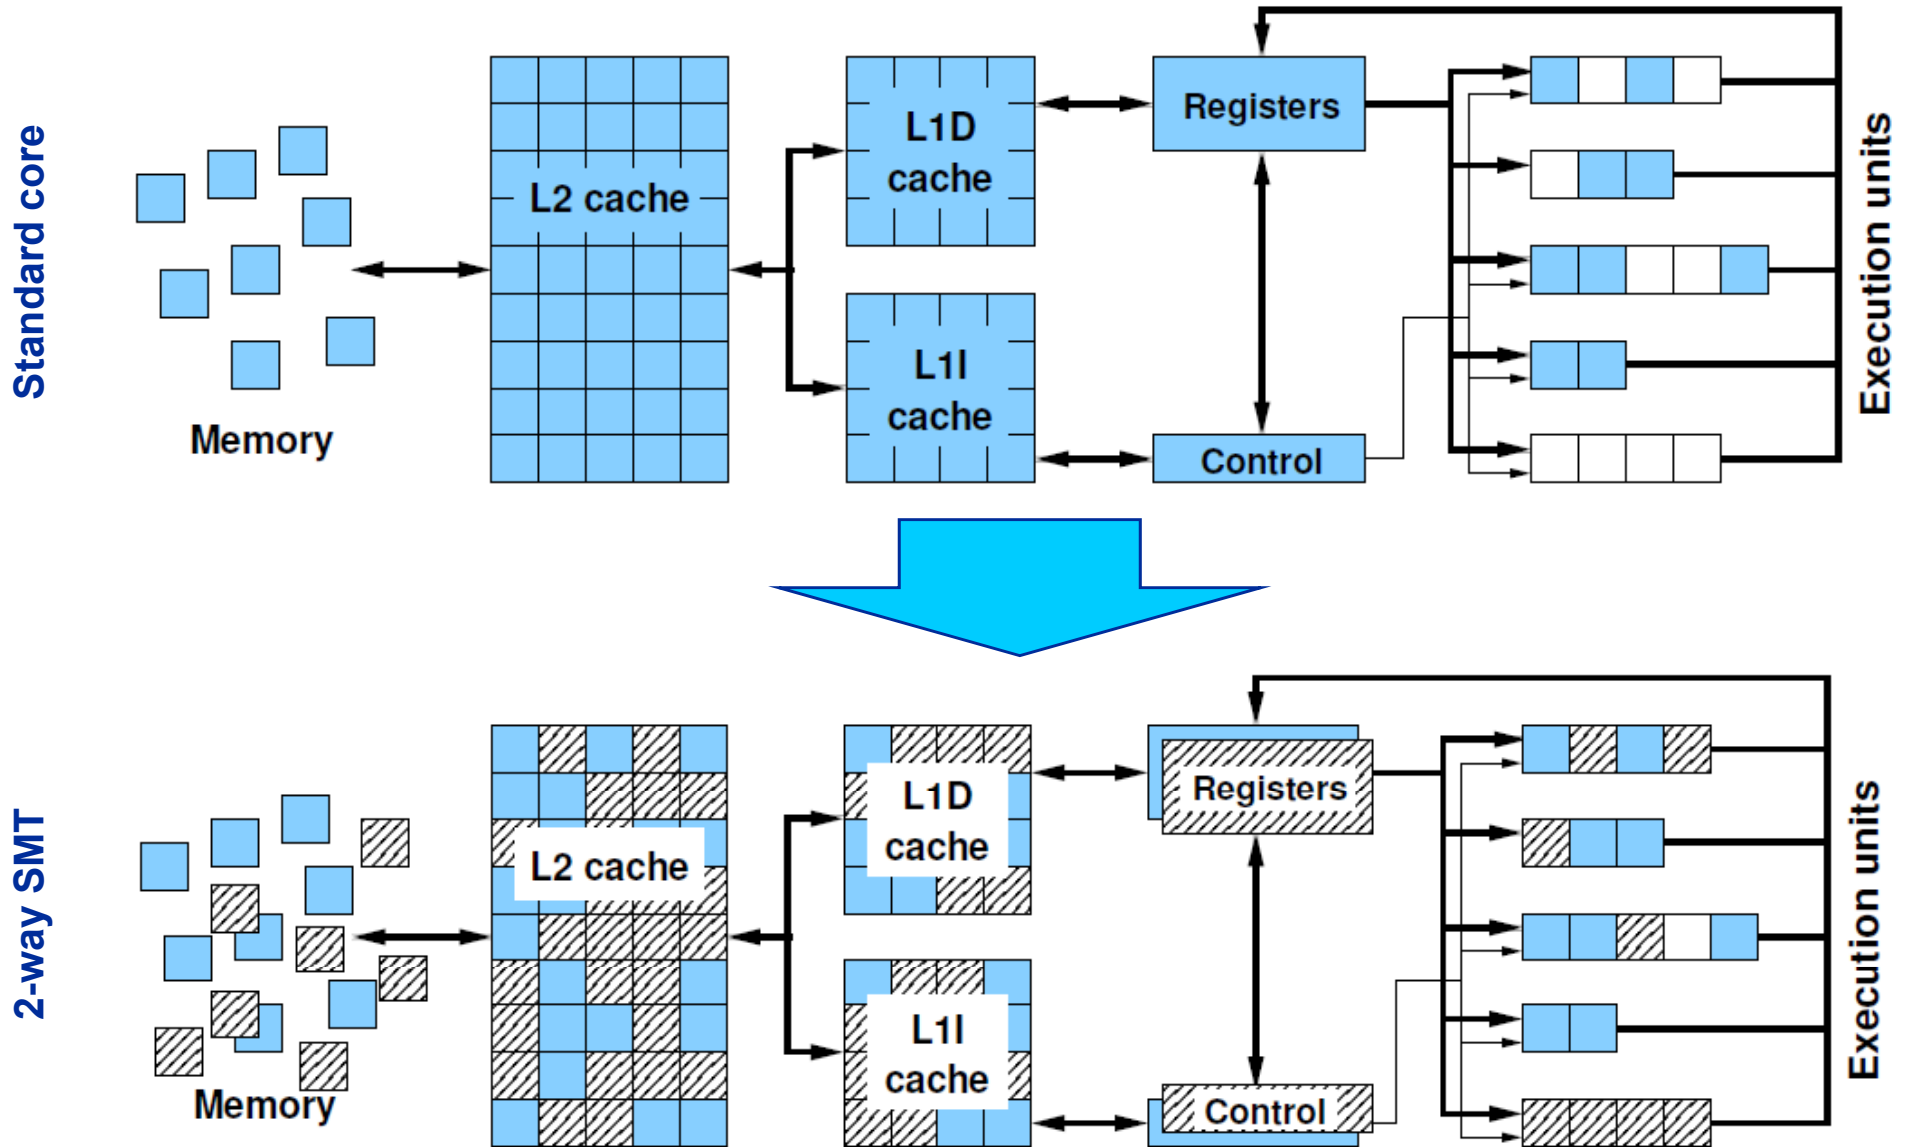 Standard core
Memory
L2 cache
L1D
cache
L1I
cache
Registers
Control
Execution units
2-way SMT
Memory
L2 cache
L1D
cache
L1I
cache
Registers
Control
Execution units